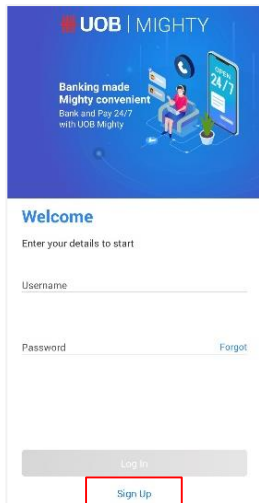 UOB | MIGHTY
OPEN
24/7
Banking made
Mighty convenient
Bank and Pay 24/7
with UOB Mighty
Welcome
Enter your details to start
Username
Password Forgot
Log In
Sign Up